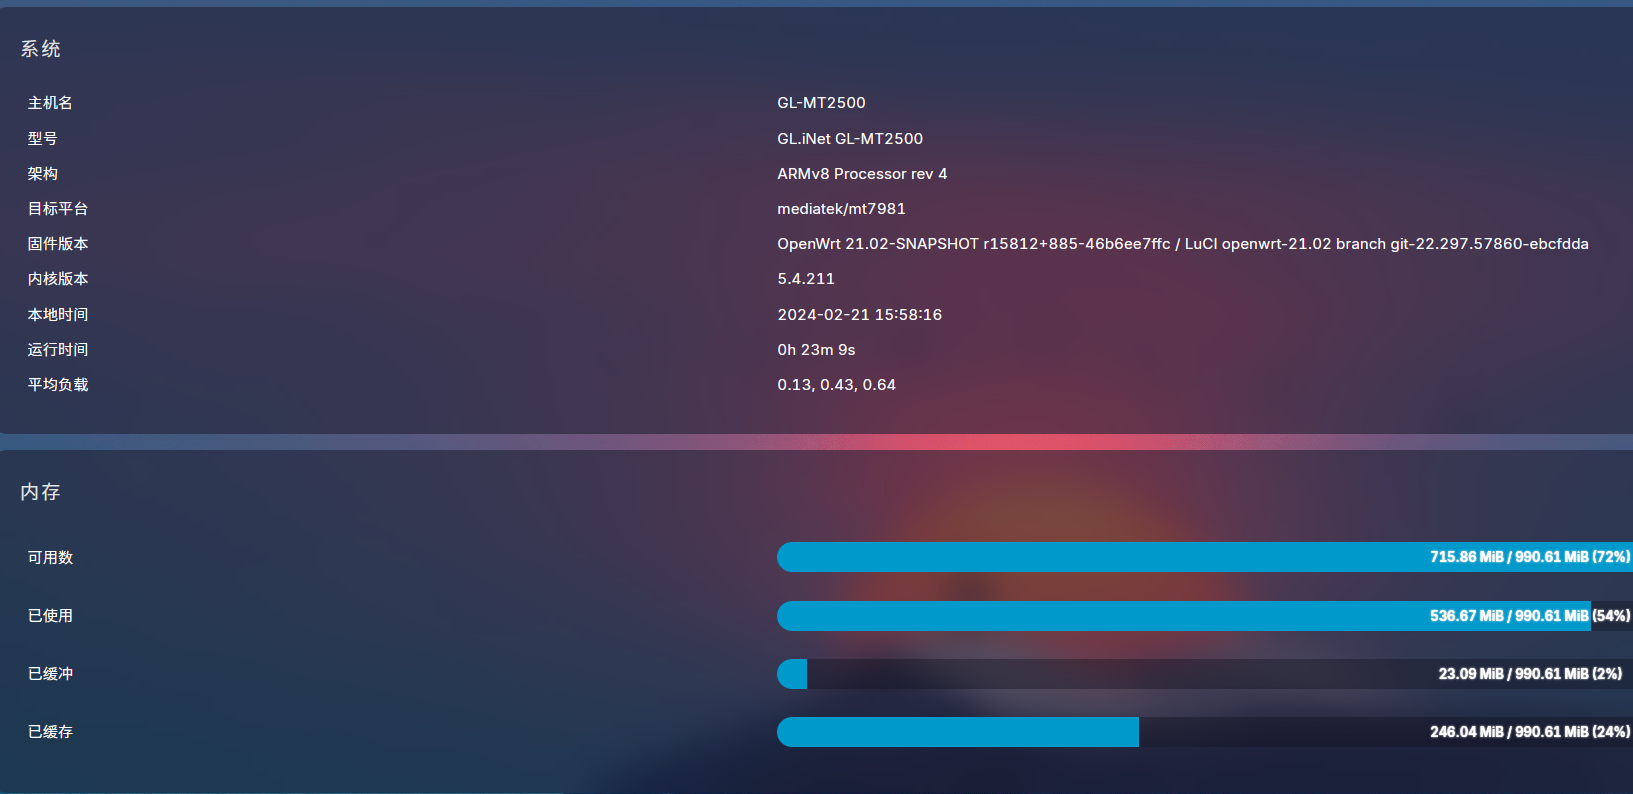 系统
主机名 GL-MT2500
型号 GL.iNet GL-MT2500
架构 ARMv8 Processor rev 4
目标平台 mediatek/mt7981
固件版本 OpenWrt 21.02-SNAPSHOT r15812+885-46b6ee7ffc / LuCI openwrt-21.02 branch git-22.297.57860-ebcfdda
内核版本 5.4.211
本地时间 2024-02-21 15:58:16
运行时间 0h 23m 9s
平均负载 0.13, 0.43, 0.64
内存
可用数 715.86 MiB / 990.61 MiB (72%)
已使用 536.67 MiB / 990.61 MiB (54%)
已缓冲 23.09 MiB / 990.61 MiB (2%)
已缓存 246.04 MiB / 990.61 MiB (24%)